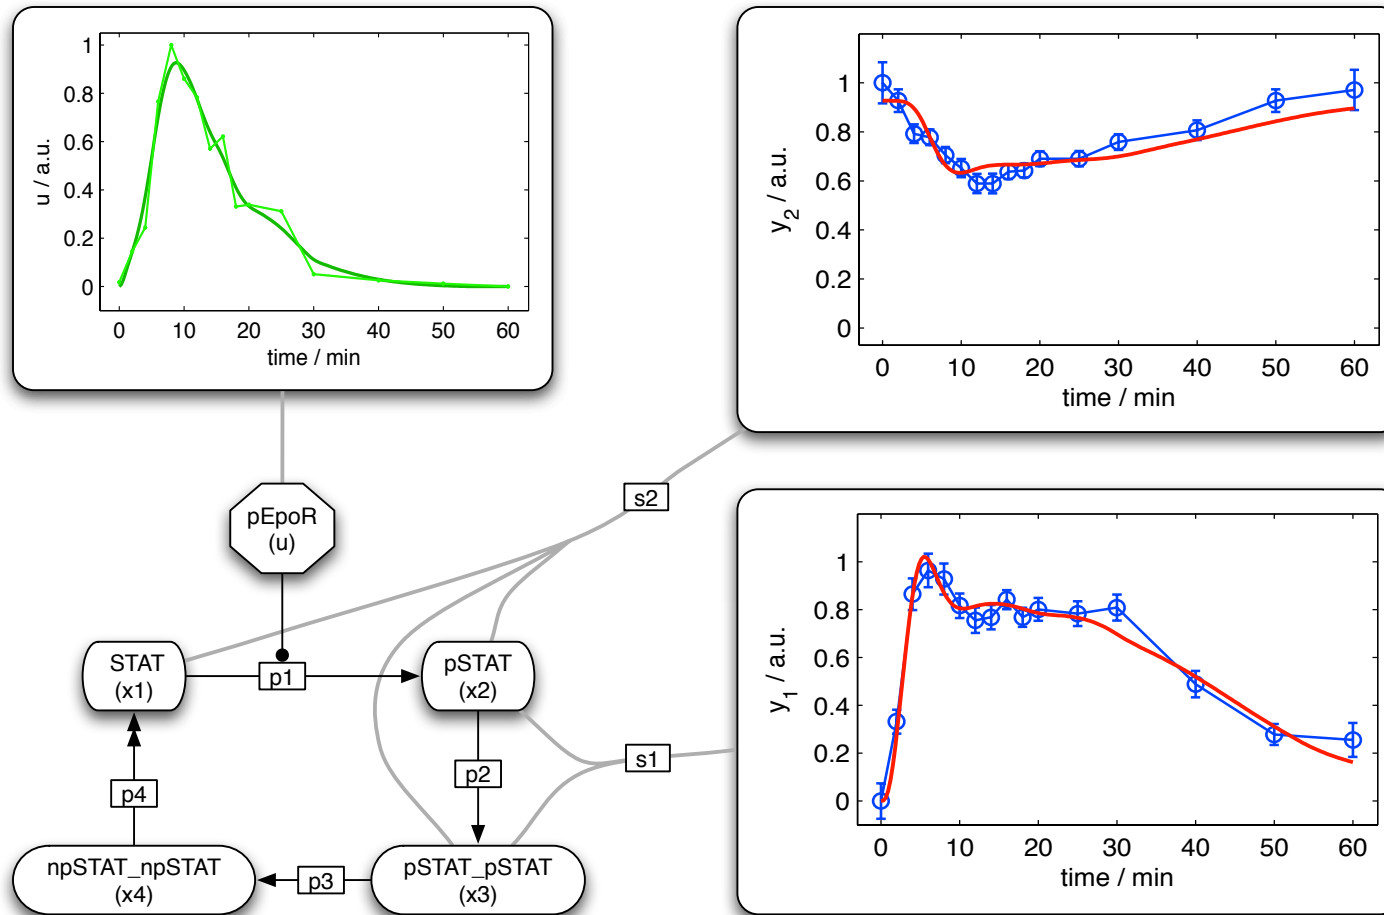 1
0.8
0.6
0.4
0.2
0
u / a.u.
0 10 20 30 40 50 60
time / min
1
0.8
0.6
0.4
0.2
0
y2 / a.u.
0 10 20 30 40 50 60
time / min
pEpoR
(u)
s2
STAT
(x1)
p1
pSTAT
(x2)
p4
p2
s1
npSTAT_npSTAT
(x4)
p3
pSTAT_pSTAT
(x3)
1
0.8
0.6
0.4
0.2
0
y1 / a.u.
0 10 20 30 40 50 60
time / min